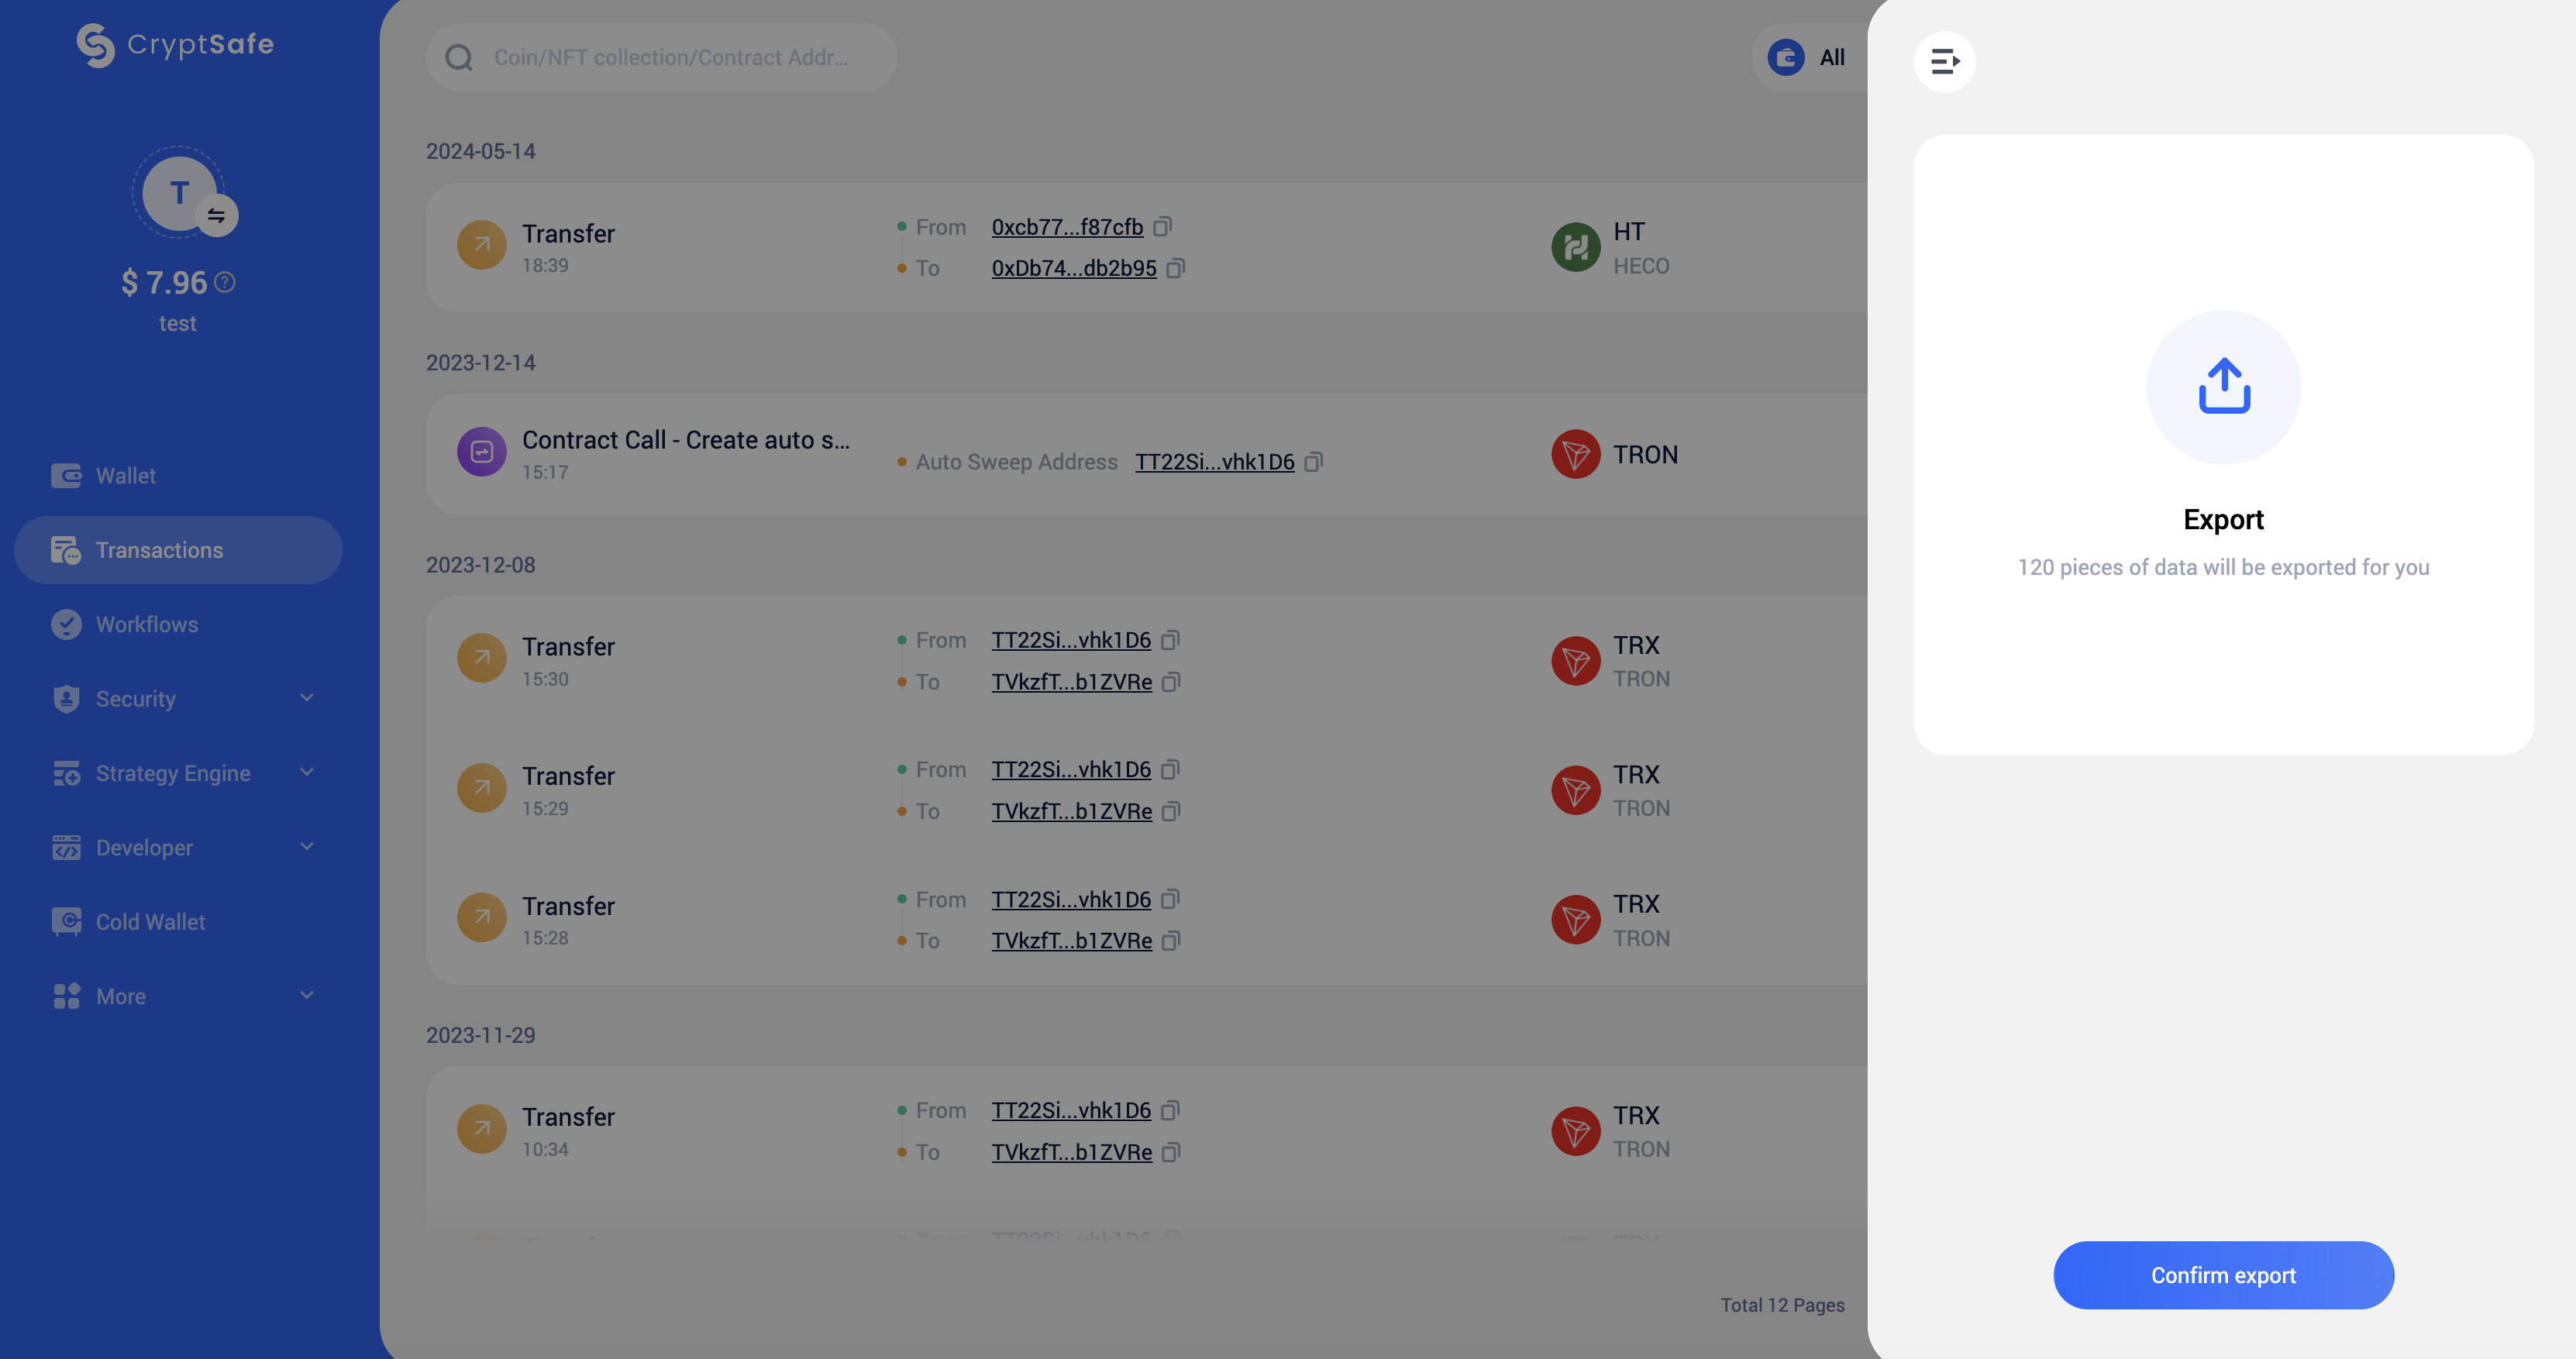 CryptSafe
T
$ 7.96
test
Wallet
Transactions
Workflows
Security
Strategy Engine
Developer
Cold Wallet
More
Coin/NFT collection/Contract Addr...
All
2024-05-14
Transfer
18:39
From 0xcb77...f87cfb
To 0xDb74...db2b95
HT
HECO
2023-12-14
Contract Call - Create auto s...
15:17
Auto Sweep Address TT22Si...vhk1D6
TRON
2023-12-08
Transfer
15:30
From TT22Si...vhk1D6
To TVkzfT...b1ZVRe
TRX
TRON
Transfer
15:29
From TT22Si...vhk1D6
To TVkzfT...b1ZVRe
TRX
TRON
Transfer
15:28
From TT22Si...vhk1D6
To TVkzfT...b1ZVRe
TRX
TRON
2023-11-29
Transfer
10:34
From TT22Si...vhk1D6
To TVkzfT...b1ZVRe
TRX
TRON
Total 12 Pages
Export
120 pieces of data will be exported for you
Confirm export